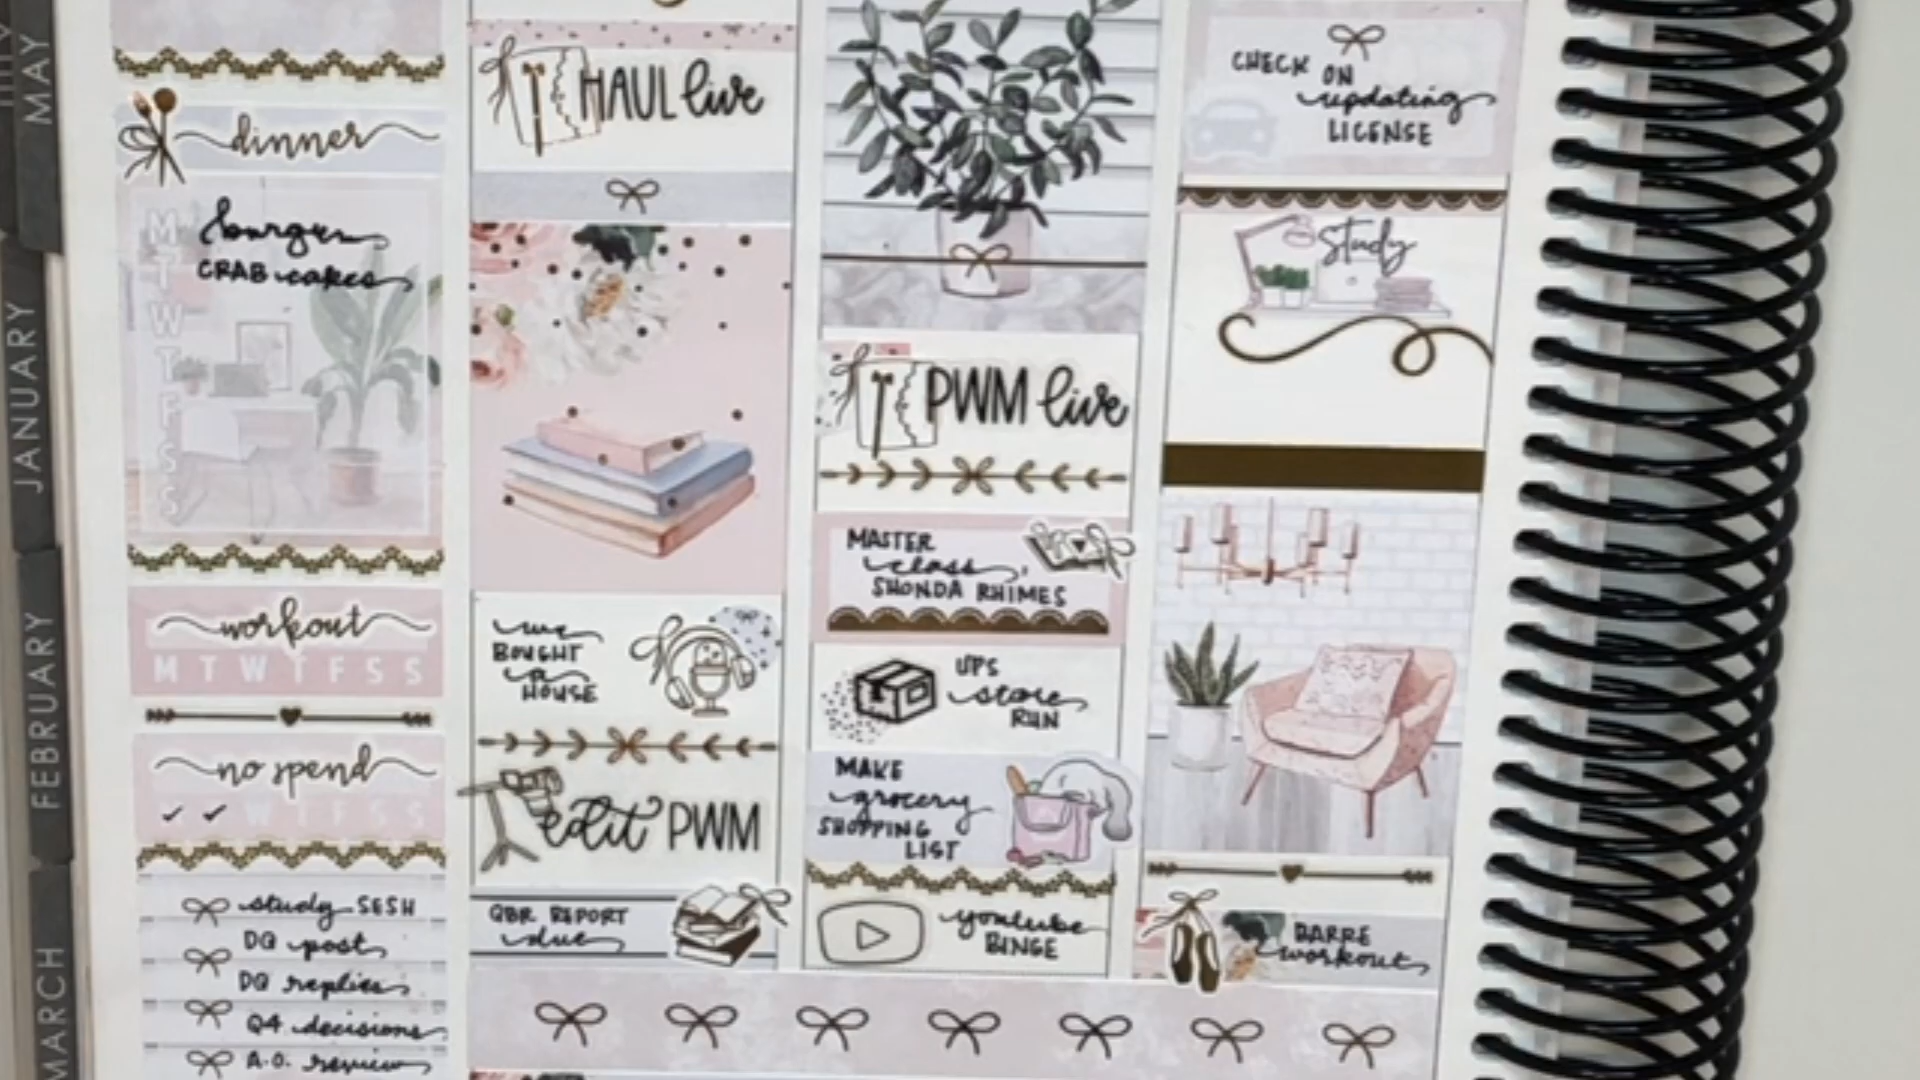 MAY
JANUARY
FEBRUARY
MARCH
dinner
M
T
W
T
F
S
S
burgers
CRAB cakes
workout
M T W T F S S
no spend
W T F S S
study SESH
DQ post
DQ replies
Q4 decisions
A.O. review
HAUL live
we
BOUGHT
a
HOUSE
edit PWM
QBR REPORT
due
PWM live
MASTER
class,
SHONDA RHIMES
UPS
store
RUN
MAKE
grocery
SHOPPING
LIST
youtube
BINGE
CHECK ON
updating
LICENSE
Study
BARRE
workout